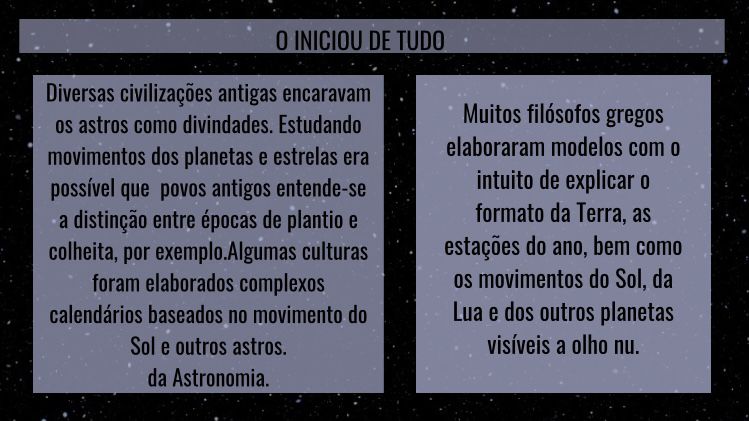 O INICIOU DE TUDO
Diversas civilizações antigas encaravam
os astros como divindades. Estudando
movimentos dos planetas e estrelas era
possível que  povos antigos entende-se
a distinção entre épocas de plantio e
colheita, por exemplo.Algumas culturas
foram elaborados complexos
calendários baseados no movimento do
Sol e outros astros.
da Astronomia.
Muitos filósofos gregos
elaboraram modelos com o
intuito de explicar o
formato da Terra, as
estações do ano, bem como
os movimentos do Sol, da
Lua e dos outros planetas
visíveis a olho nu.